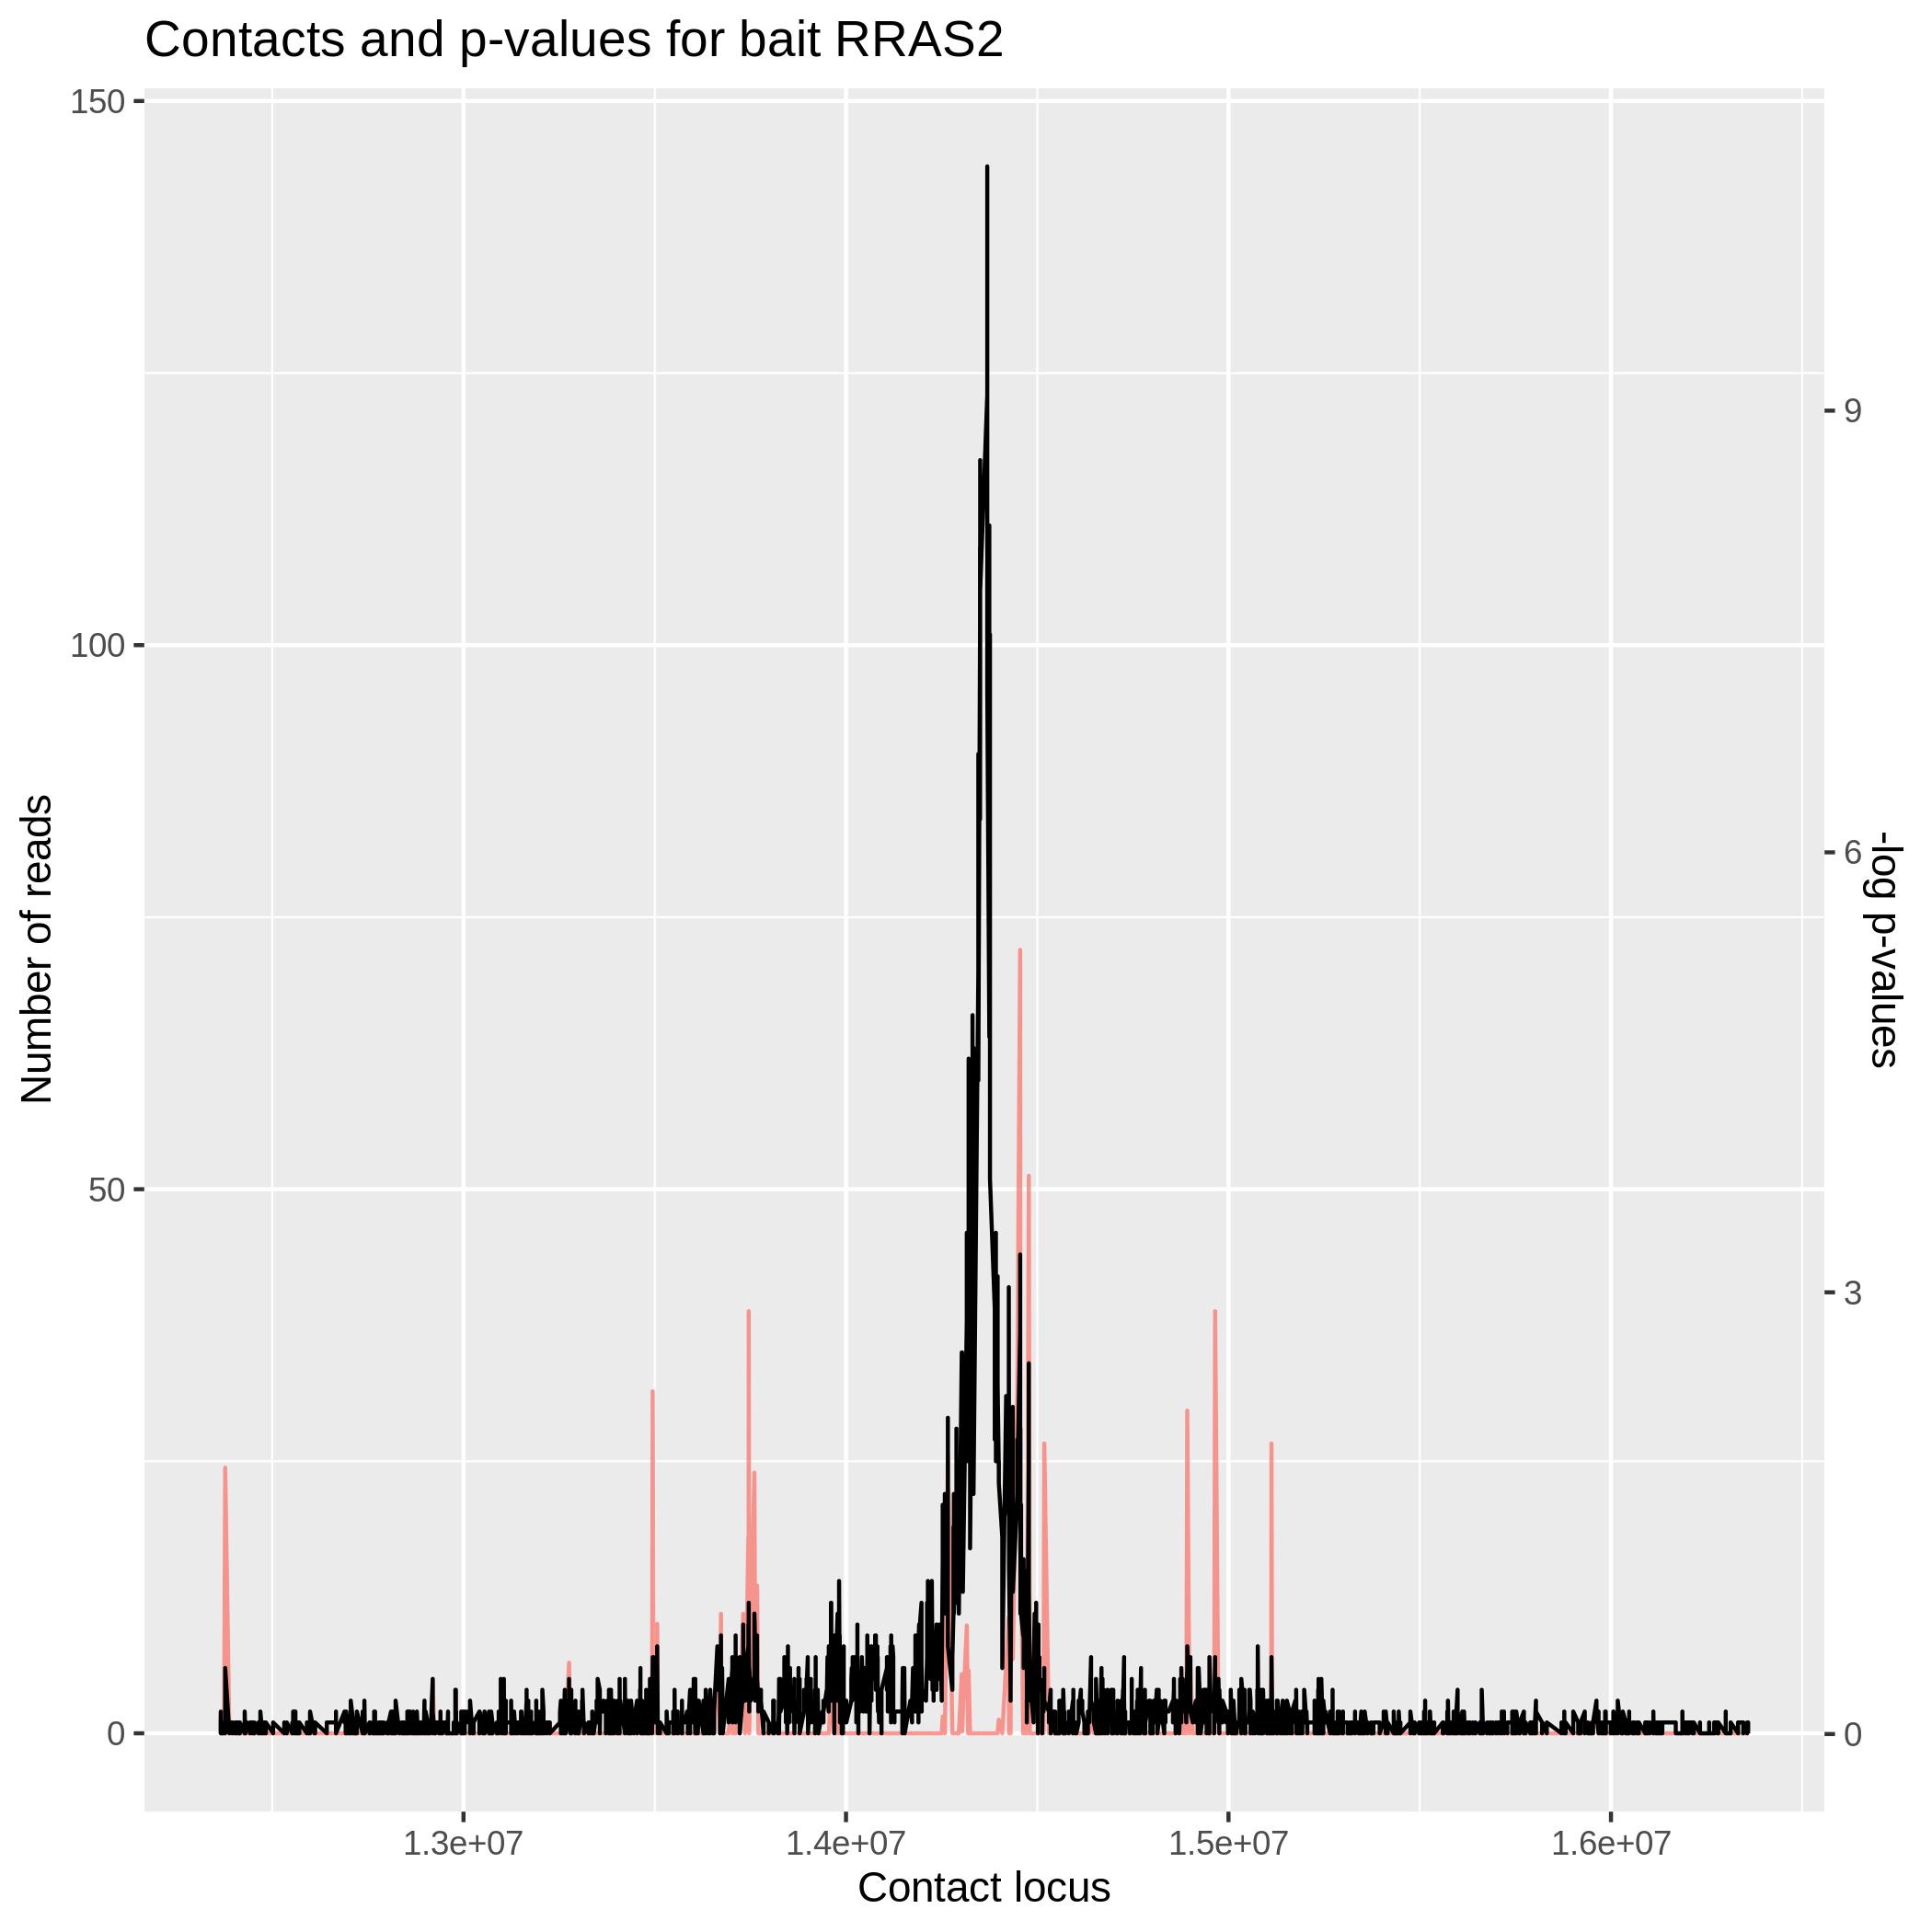 Contacts and p-values for bait RRAS2
150
100
50
0
Number of reads
9
6
3
0
-log p-values
1.3e+07
1.4e+07
1.5e+07
1.6e+07
Contact locus